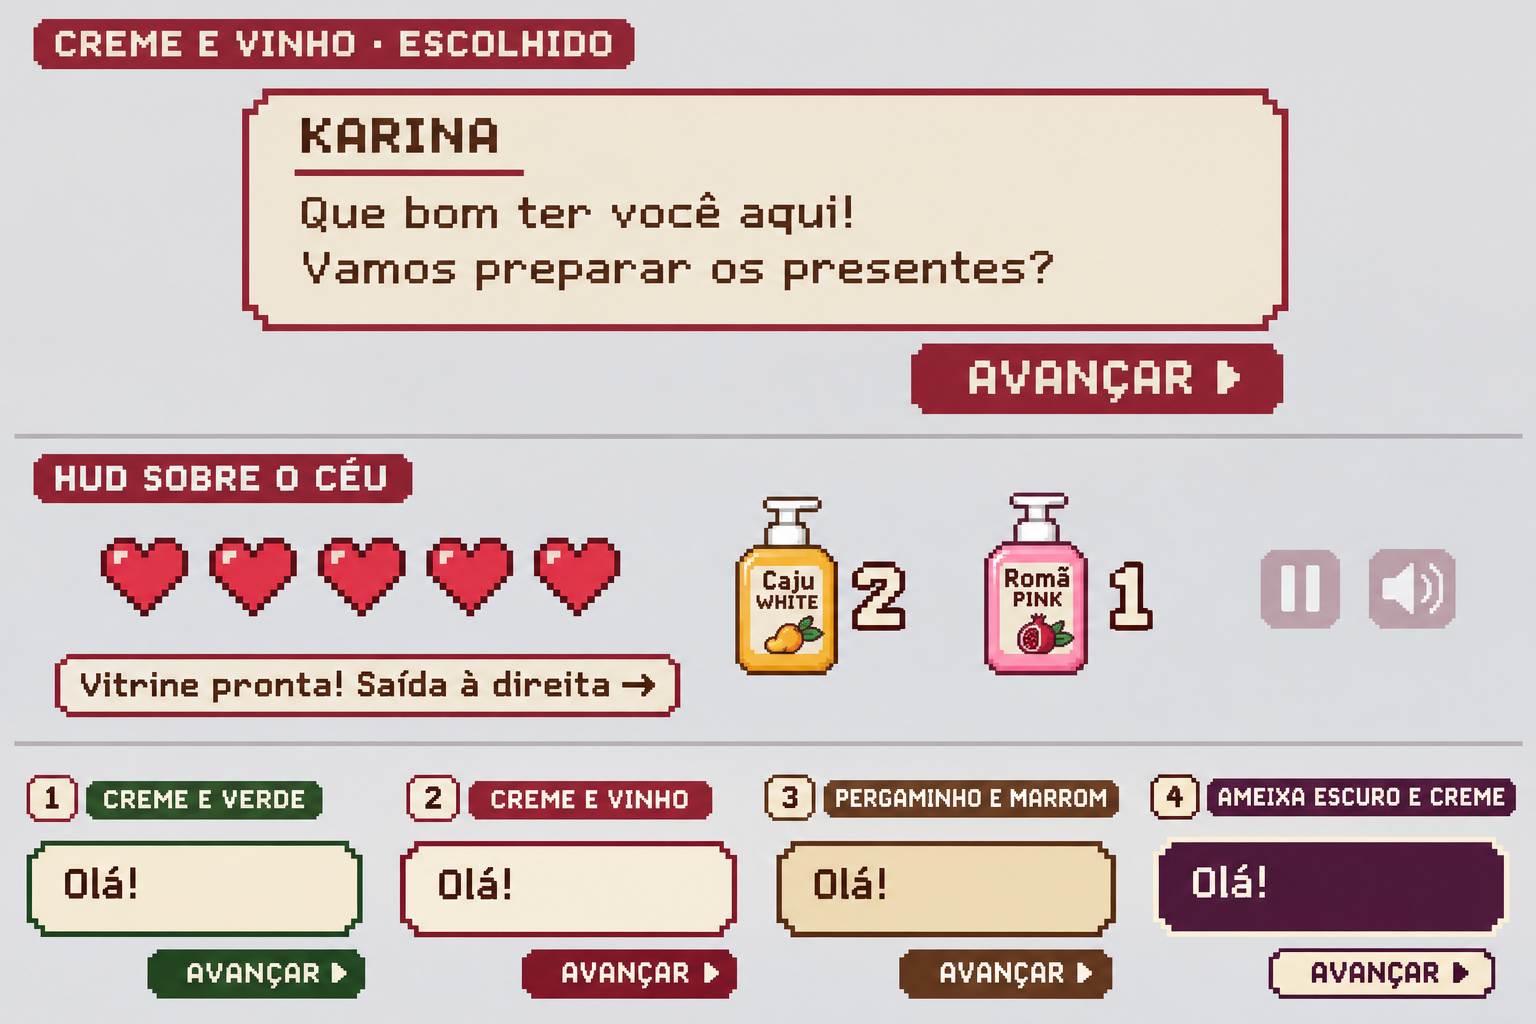 CREME E VINHO · ESCOLHIDO
KARINA
Que bom ter você aqui!
Vamos preparar os presentes?
AVANÇAR
HUD SOBRE O CÉU
Caju
WHITE
2
Romã
PINK
1
Vitrine pronta! Saída à direita →
1 CREME E VERDE
2 CREME E VINHO
3 PERGAMINHO E MARROM
4 AMEIXA ESCURO E CREME
Olá!
Olá!
Olá!
Olá!
AVANÇAR
AVANÇAR
AVANÇAR
AVANÇAR